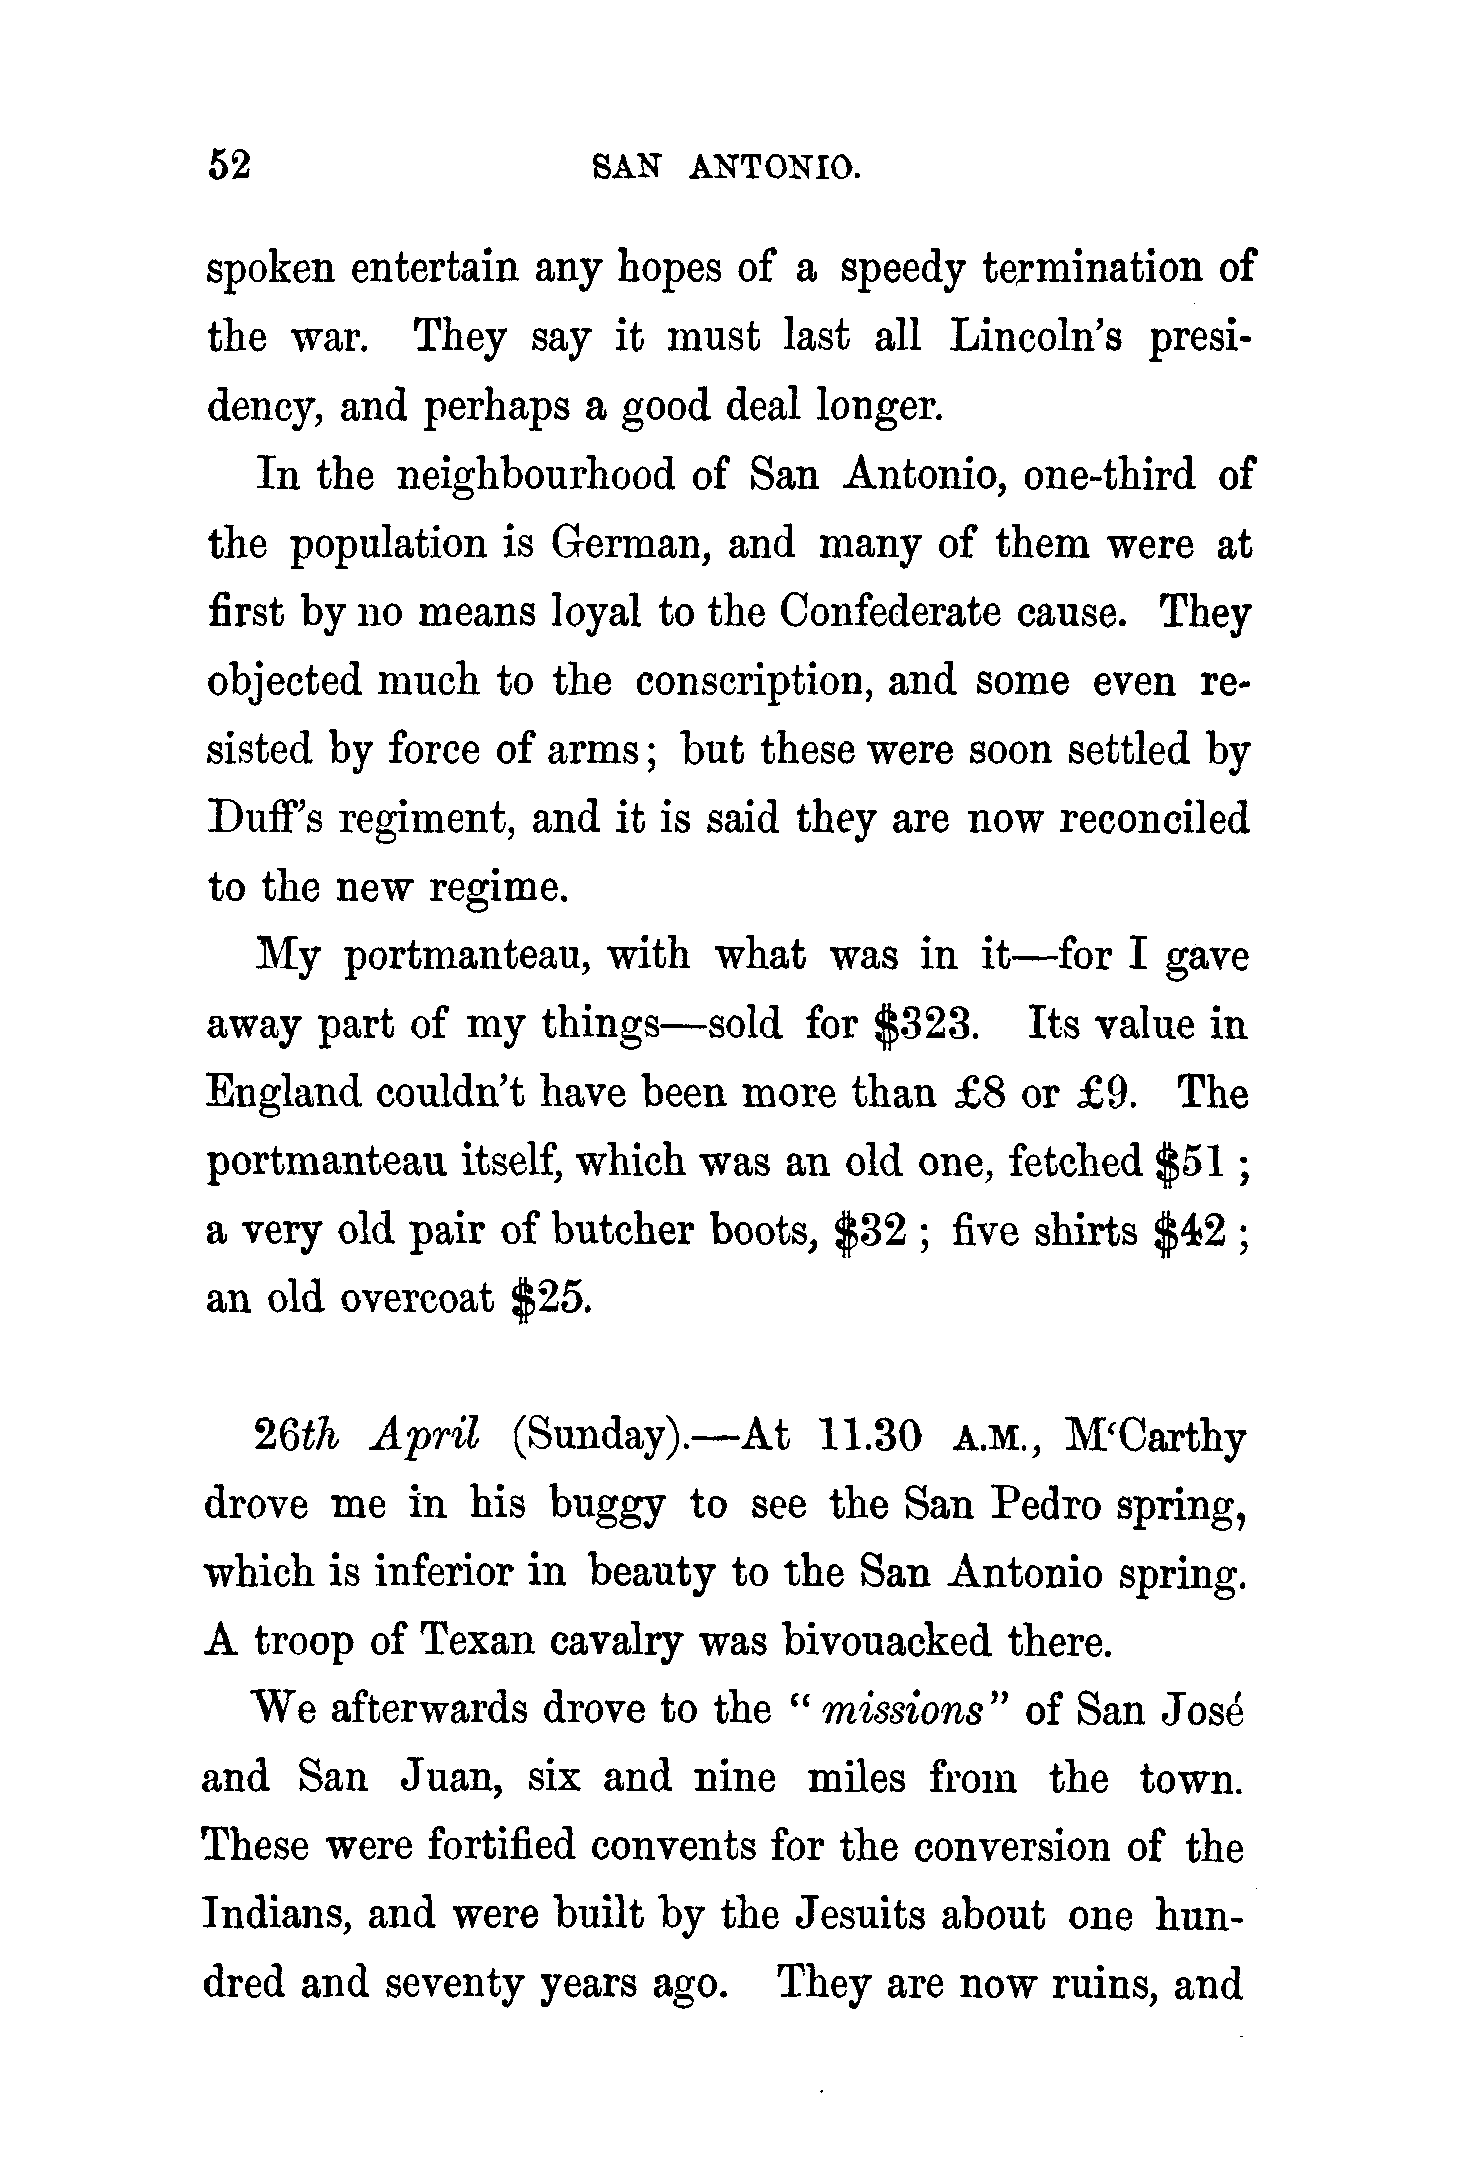 52 SAN ANTONIO.
spoken entertain any hopes of a speedy termination of
the war. They say it must last all Lincoln's presi-
dency, and perhaps a good deal longer.
In the neighbourhood of San Antonio, one-third of
the population is German, and many of them were at
first by no means loyal to the Confederate cause. They
objected much to the conscription, and some even re-
sisted by force of arms; but these were soon settled by
Duff's regiment, and it is said they are now reconciled
to the new regime.
My portmanteau, with what was in it—for I gave
away part of my things—sold for $323. Its value in
England couldn't have been more than £8 or £9. The
portmanteau itself, which was an old one, fetched $51 ;
a very old pair of butcher boots, $32 ; five shirts $42 ;
an old overcoat $25.
26th April (Sunday).—At 11.30 A.M., M‘Carthy
drove me in his buggy to see the San Pedro spring,
which is inferior in beauty to the San Antonio spring.
A troop of Texan cavalry was bivouacked there.
We afterwards drove to the “ missions” of San José
and San Juan, six and nine miles from the town.
These were fortified convents for the conversion of the
Indians, and were built by the Jesuits about one hun-
dred and seventy years ago. They are now ruins, and